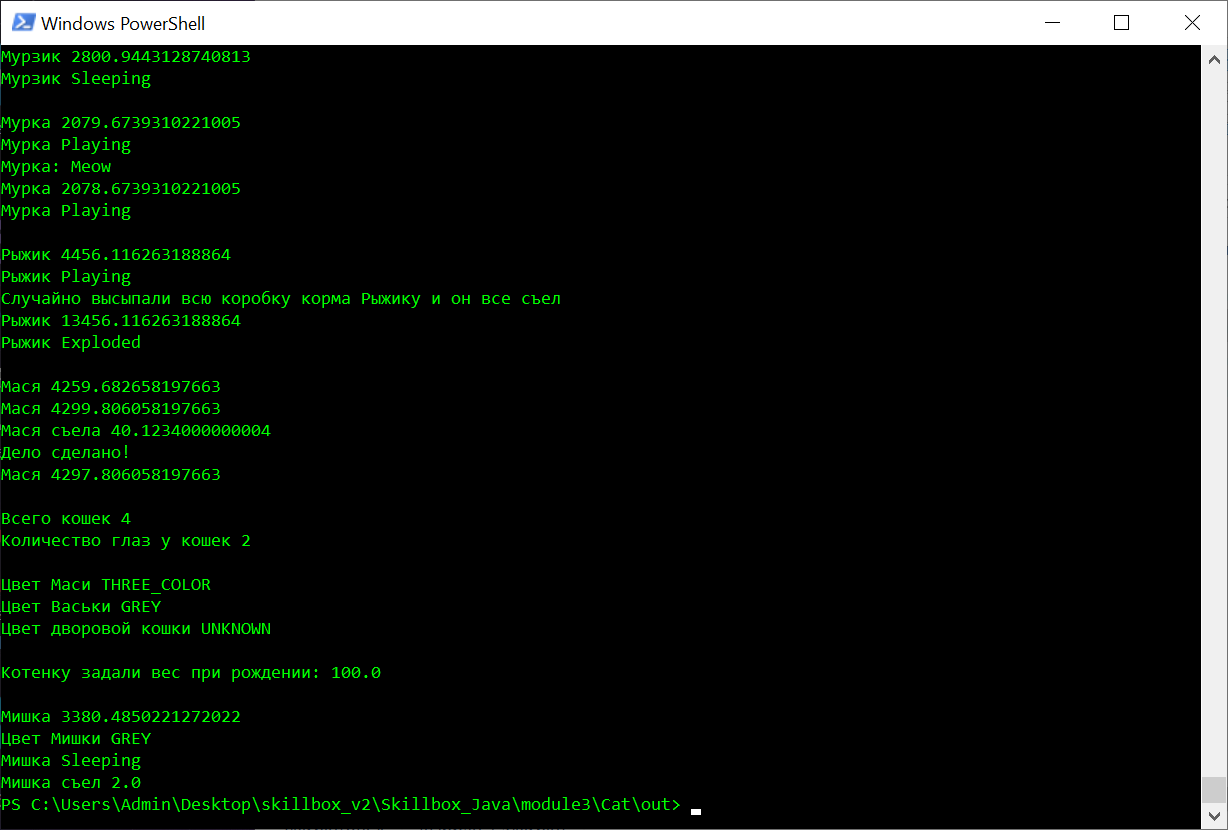 Windows PowerShell
Мурзик 2800.9443128740813
Мурзик Sleeping
Мурка 2079.6739310221005
Мурка Playing
Мурка: Meow
Мурка 2078.6739310221005
Мурка Playing
Рыжик 4456.116263188864
Рыжик Playing
Случайно высыпали всю коробку корма Рыжику и он все съел
Рыжик 13456.116263188864
Рыжик Exploded
Мася 4259.682658197663
Мася 4299.806058197663
Мася съела 40.1234000000004
Дело сделано!
Мася 4297.806058197663
Всего кошек 4
Количество глаз у кошек 2
Цвет Маси THREE_COLOR
Цвет Васьки GREY
Цвет дворовой кошки UNKNOWN
Котенку задали вес при рождении: 100.0
Мишка 3380.4850221272022
Цвет Мишки GREY
Мишка Sleeping
Мишка съел 2.0
PS C:\Users\Admin\Desktop\skillbox_v2\Skillbox_Java\module3\Cat\out>